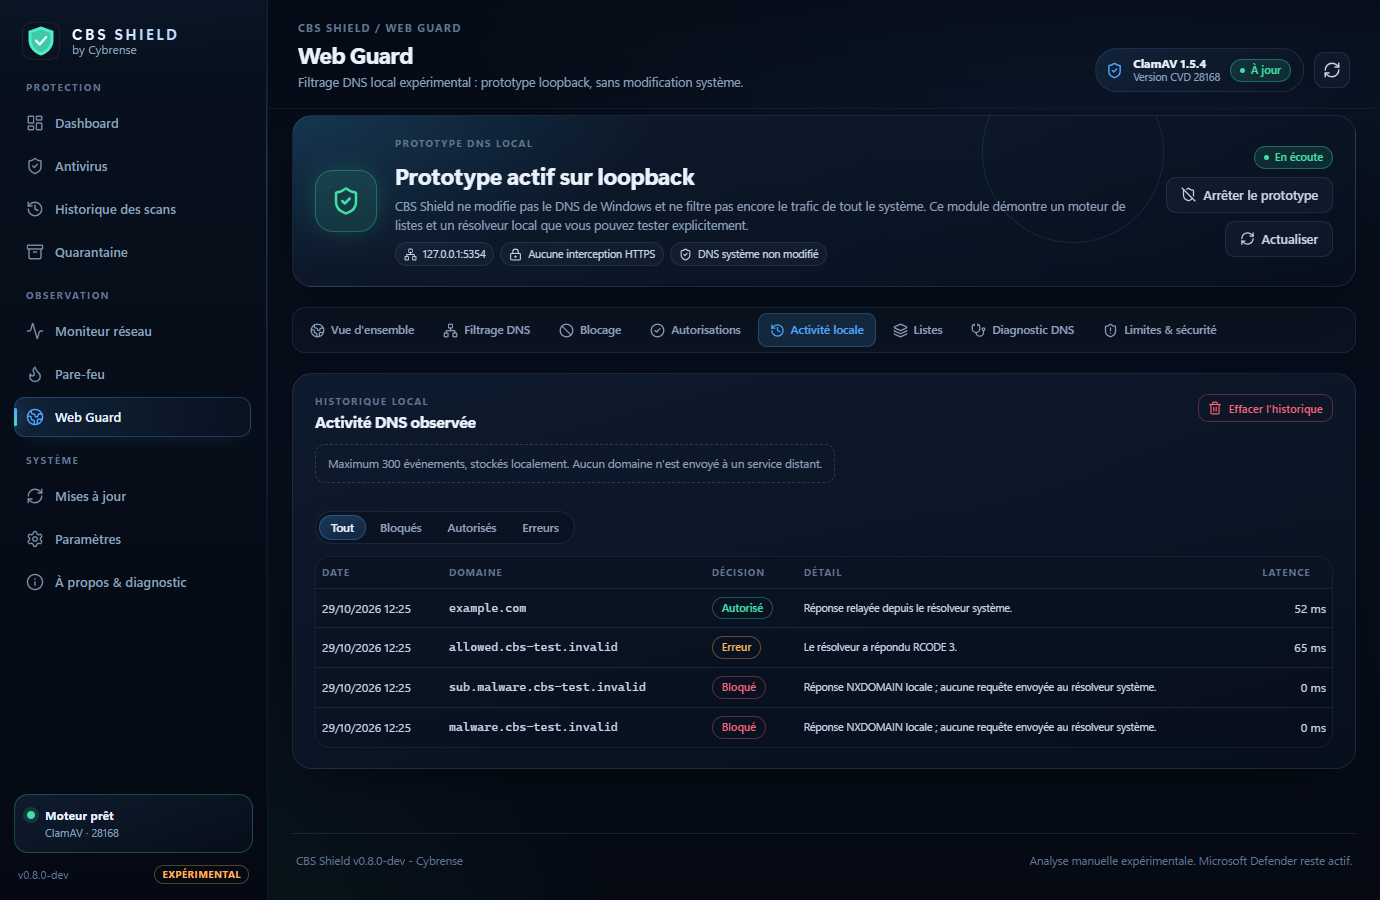 CBS SHIELD
by Cybrense
PROTECTION
Dashboard
Antivirus
Historique des scans
Quarantaine
OBSERVATION
Moniteur réseau
Pare-feu
Web Guard
SYSTÈME
Mises à jour
Paramètres
À propos & diagnostic
Moteur prêt
ClamAV · 28168
v0.8.0-dev
EXPÉRIMENTAL
CBS SHIELD / WEB GUARD
Web Guard
Filtrage DNS local expérimental : prototype loopback, sans modification système.
ClamAV 1.5.4
Version CVD 28168
À jour
PROTOTYPE DNS LOCAL
Prototype actif sur loopback
CBS Shield ne modifie pas le DNS de Windows et ne filtre pas encore le trafic de tout le système. Ce module démontre un moteur de
listes et un résolveur local que vous pouvez tester explicitement.
127.0.0.1:5354
Aucune interception HTTPS
DNS système non modifié
En écoute
Arrêter le prototype
Actualiser
Vue d'ensemble
Filtrage DNS
Blocage
Autorisations
Activité locale
Listes
Diagnostic DNS
Limites & sécurité
HISTORIQUE LOCAL
Activité DNS observée
Effacer l'historique
Maximum 300 événements, stockés localement. Aucun domaine n'est envoyé à un service distant.
Tout
Bloqués
Autorisés
Erreurs
DATE DOMAINE DÉCISION DÉTAIL LATENCE
29/10/2026 12:25 example.com Autorisé Réponse relayée depuis le résolveur système. 52 ms
29/10/2026 12:25 allowed.cbs-test.invalid Erreur Le résolveur a répondu RCODE 3. 65 ms
29/10/2026 12:25 sub.malware.cbs-test.invalid Bloqué Réponse NXDOMAIN locale ; aucune requête envoyée au résolveur système. 0 ms
29/10/2026 12:25 malware.cbs-test.invalid Bloqué Réponse NXDOMAIN locale ; aucune requête envoyée au résolveur système. 0 ms
CBS Shield v0.8.0-dev - Cybrense
Analyse manuelle expérimentale. Microsoft Defender reste actif.